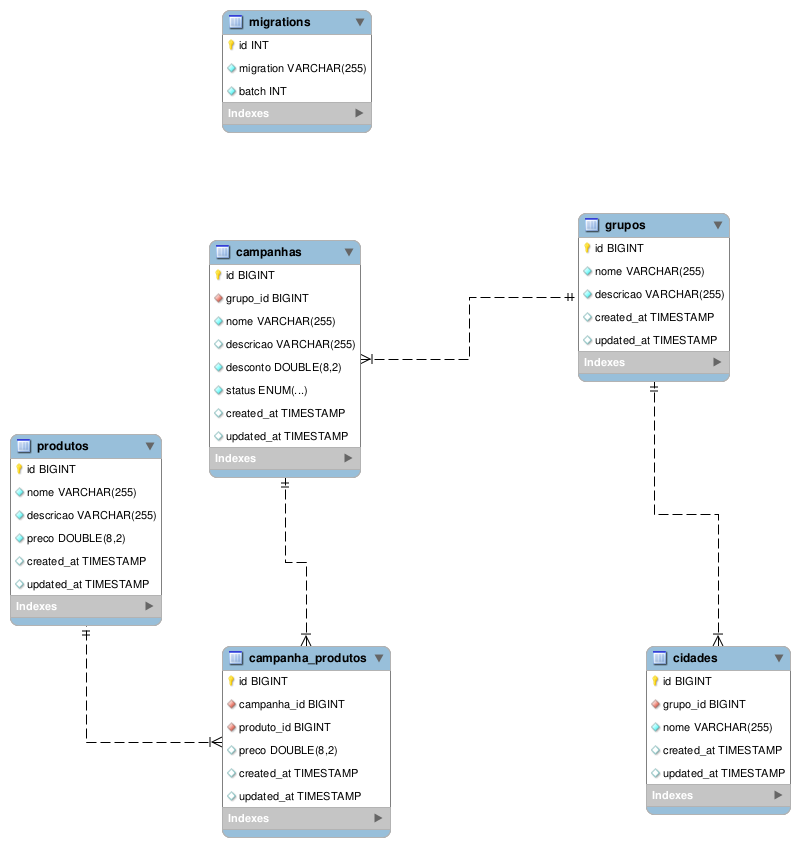 migrations
id INT
migration VARCHAR(255)
batch INT
Indexes
grupos
id BIGINT
nome VARCHAR(255)
descricao VARCHAR(255)
created_at TIMESTAMP
updated_at TIMESTAMP
Indexes
campanhas
id BIGINT
grupo_id BIGINT
nome VARCHAR(255)
descricao VARCHAR(255)
desconto DOUBLE(8,2)
status ENUM(...)
created_at TIMESTAMP
updated_at TIMESTAMP
Indexes
produtos
id BIGINT
nome VARCHAR(255)
descricao VARCHAR(255)
preco DOUBLE(8,2)
created_at TIMESTAMP
updated_at TIMESTAMP
Indexes
campanha_produtos
id BIGINT
campanha_id BIGINT
produto_id BIGINT
preco DOUBLE(8,2)
created_at TIMESTAMP
updated_at TIMESTAMP
Indexes
cidades
id BIGINT
grupo_id BIGINT
nome VARCHAR(255)
created_at TIMESTAMP
updated_at TIMESTAMP
Indexes